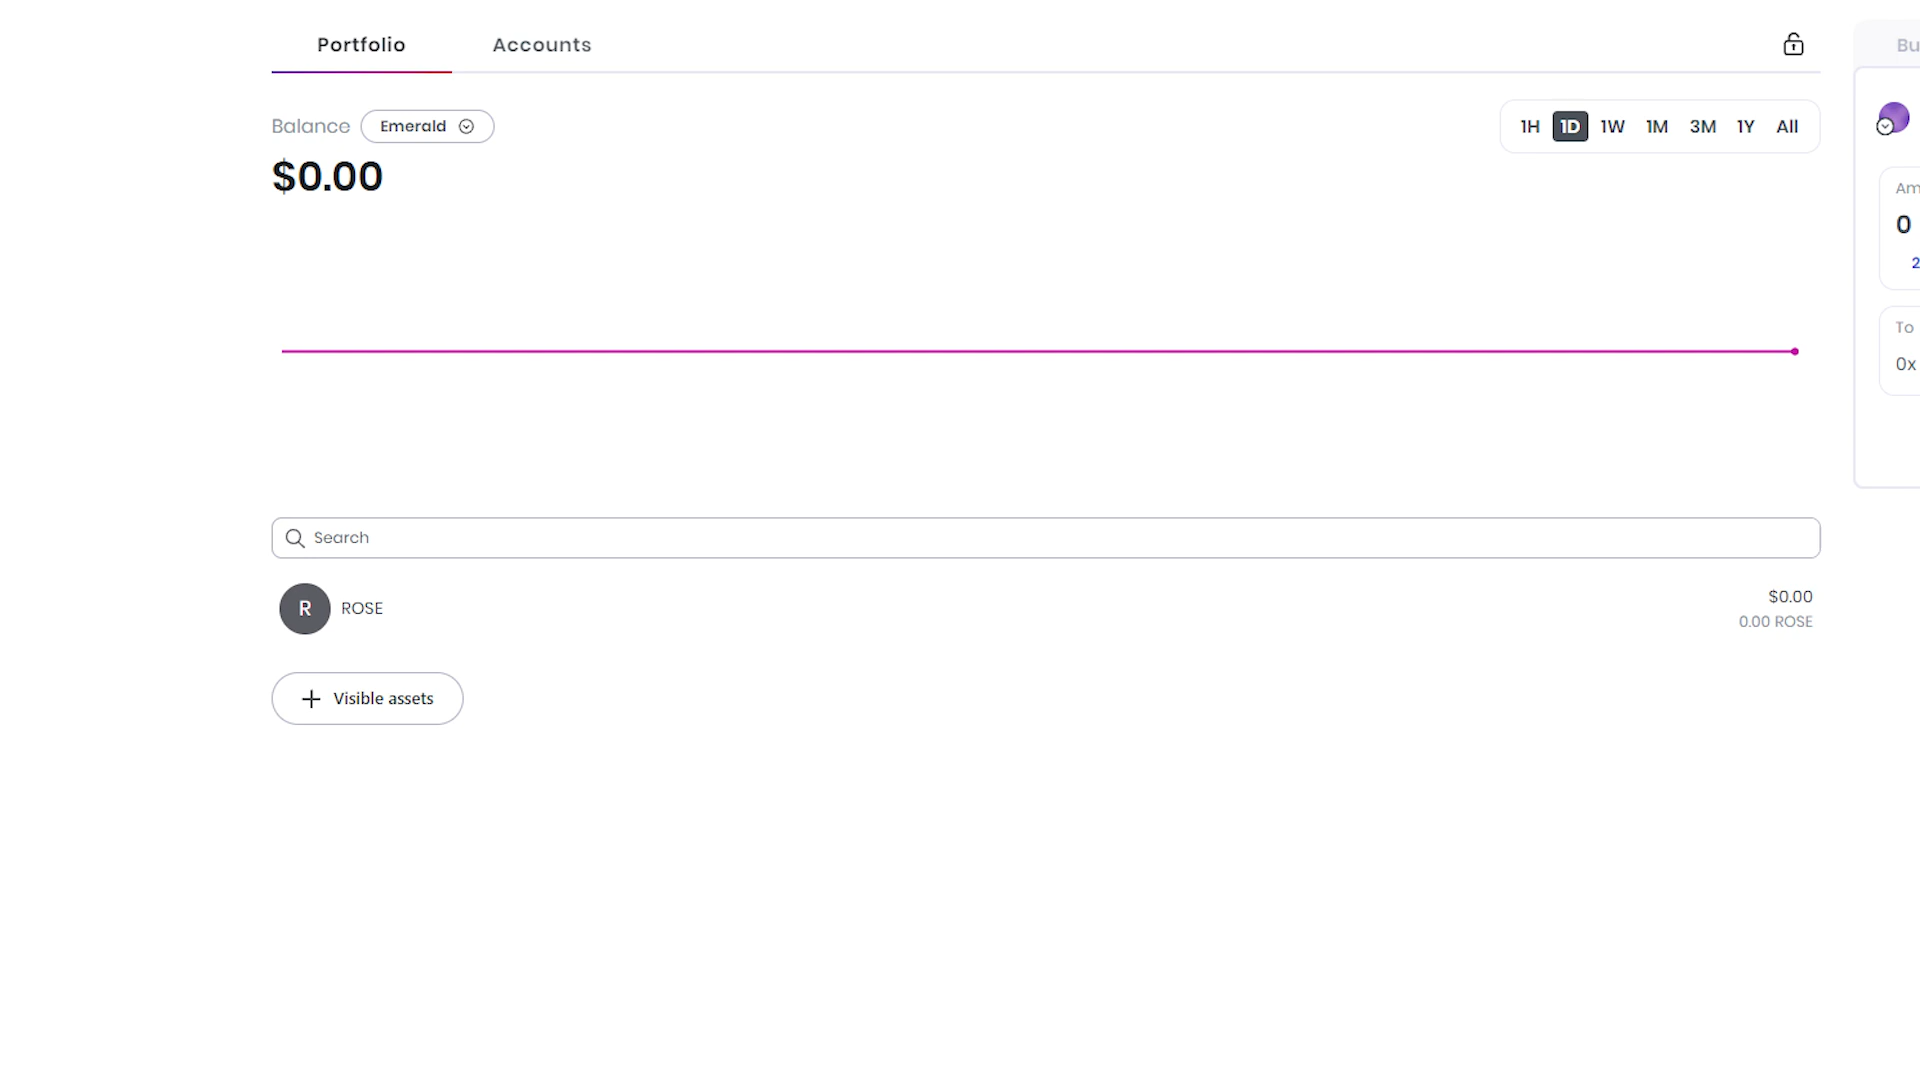 Portfolio
Accounts
Balance
Emerald
$0.00
1H
1D
1W
1M
3M
1Y
All
Search
R
ROSE
$0.00
0.00 ROSE
Visible assets
Bu
Am
0
2
To
0x